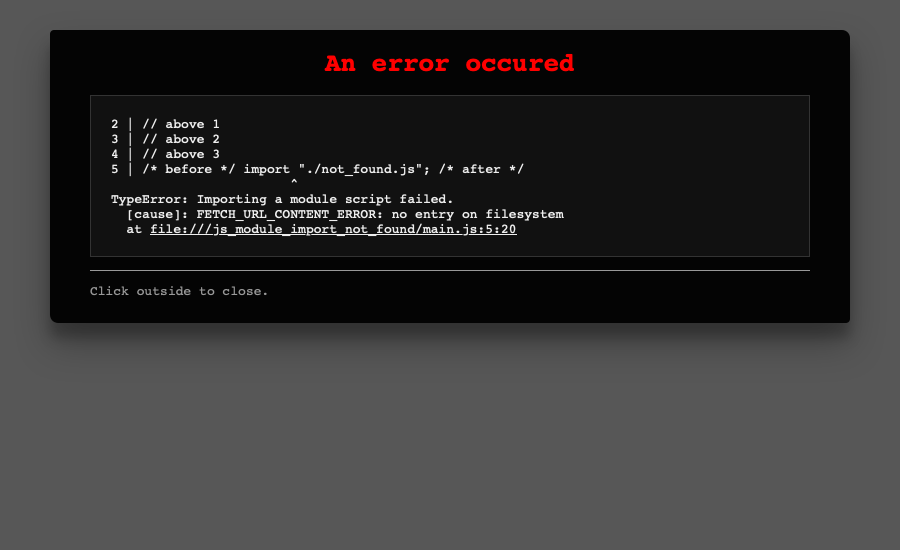 An error occured
2 | // above 1
3 | // above 2
4 | // above 3
5 | /* before */ import "./not_found.js"; /* after */
                       ^
TypeError: Importing a module script failed.
  [cause]: FETCH_URL_CONTENT_ERROR: no entry on filesystem
  at file:///js_module_import_not_found/main.js:5:20
Click outside to close.